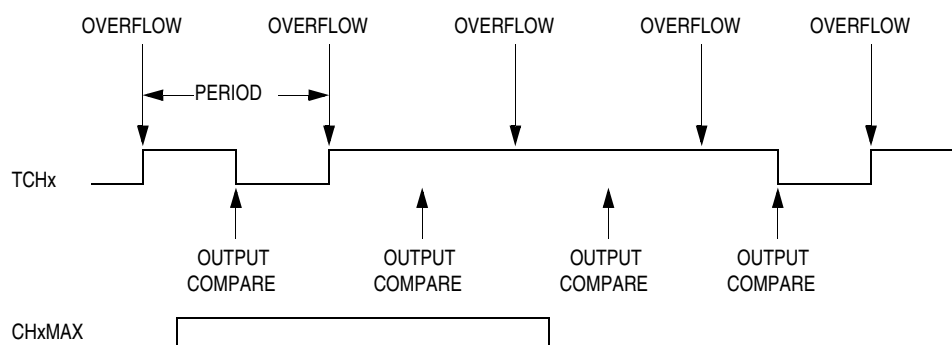 OVERFLOW OVERFLOW OVERFLOW OVERFLOW OVERFLOW
PERIOD
TCHx
OUTPUT COMPARE
OUTPUT COMPARE
OUTPUT COMPARE
OUTPUT COMPARE
CHxMAX